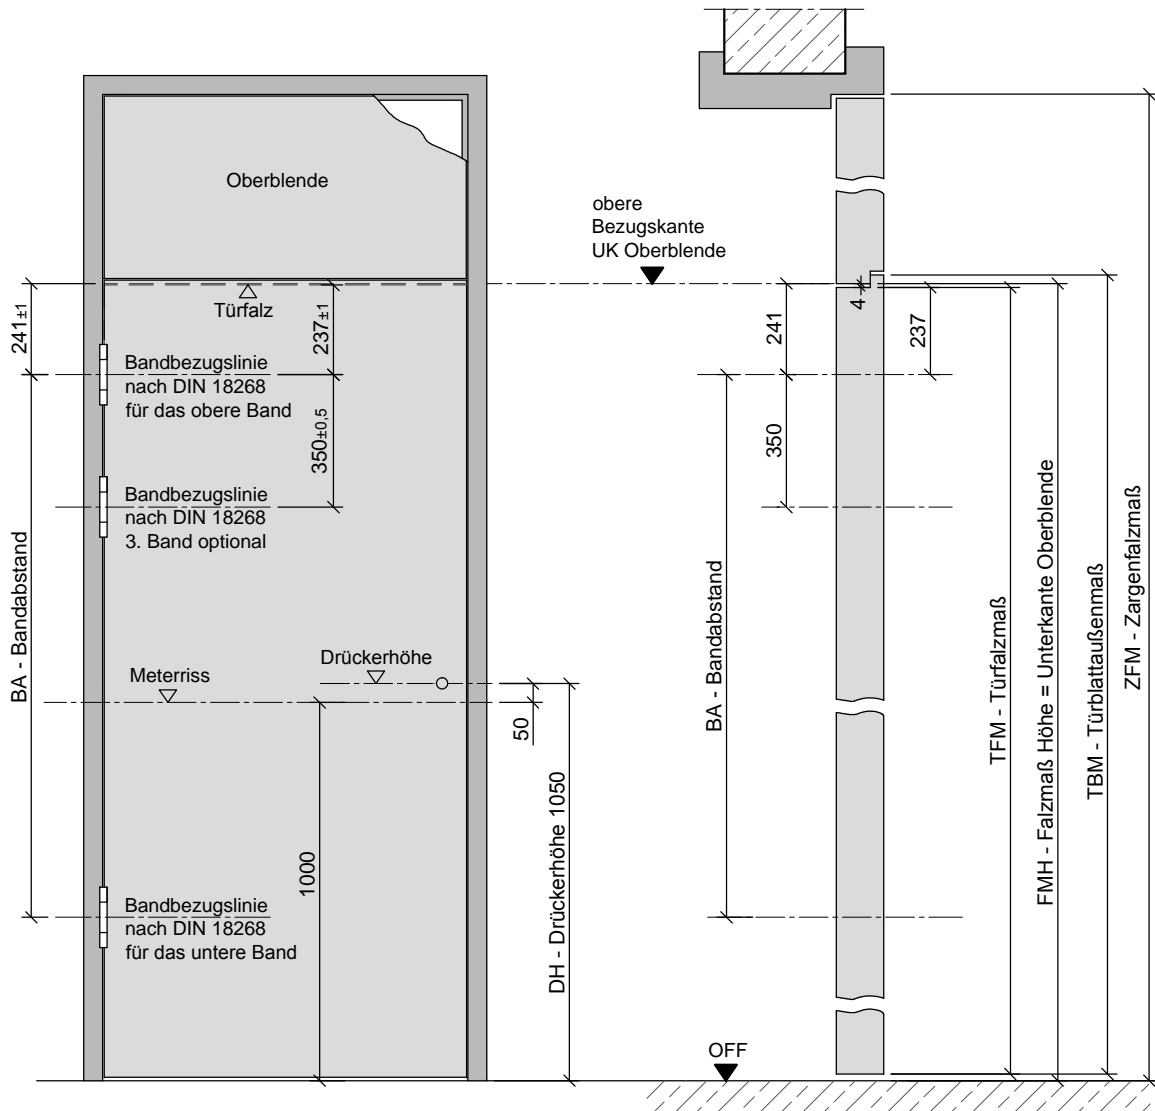 Oberblende
obere
Bezugskante
UK Oberblende
Türfalz
241±1
237±1
Bandbezugslinie
nach DIN 18268
für das obere Band
350±0,5
Bandbezugslinie
nach DIN 18268
3. Band optional
BA - Bandabstand
Meterriss
Drückerhöhe
50
DH - Drückerhöhe 1050
1000
Bandbezugslinie
nach DIN 18268
für das untere Band
241
4
237
350
BA - Bandabstand
TFM - Türfalzmaß
FMH - Falzmaß Höhe = Unterkante Oberblende
TBM - Türblattaußenmaß
ZFM - Zargenfalzmaß
OFF